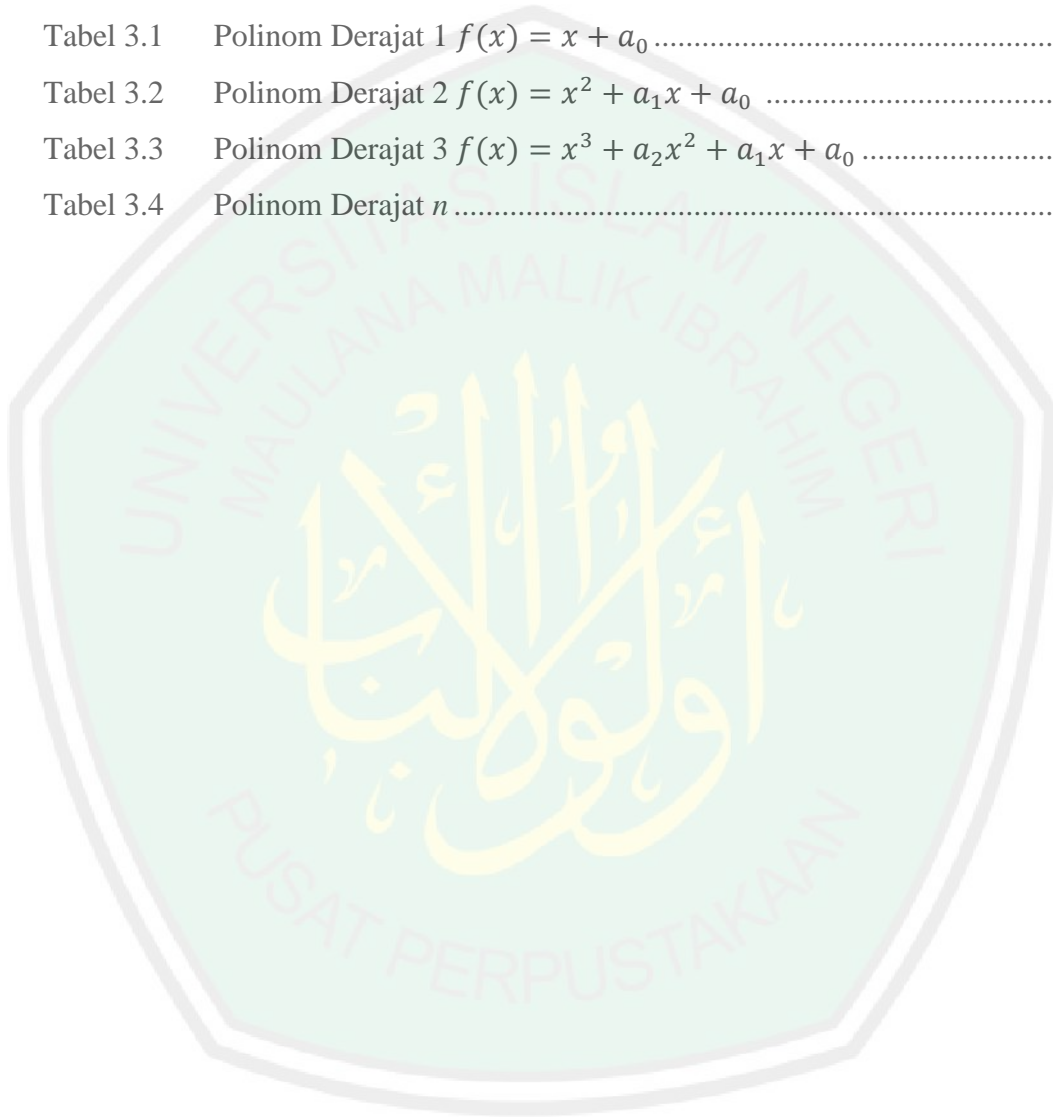 Tabel 3.1 Polinom Derajat 1 𝑓(𝑥) = 𝑥 + 𝑎₀ ..................................................
Tabel 3.2 Polinom Derajat 2 𝑓(𝑥) = 𝑥² + 𝑎₁𝑥 + 𝑎₀ ....................................
Tabel 3.3 Polinom Derajat 3 𝑓(𝑥) = 𝑥³ + 𝑎₂𝑥² + 𝑎₁𝑥 + 𝑎₀ ........................
Tabel 3.4 Polinom Derajat n ...........................................................................
UNIVERSITAS ISLAM NEGERI
MAULANA MALIK IBRAHIM
أولوا الألباب
PUSAT PERPUSTAKAAN